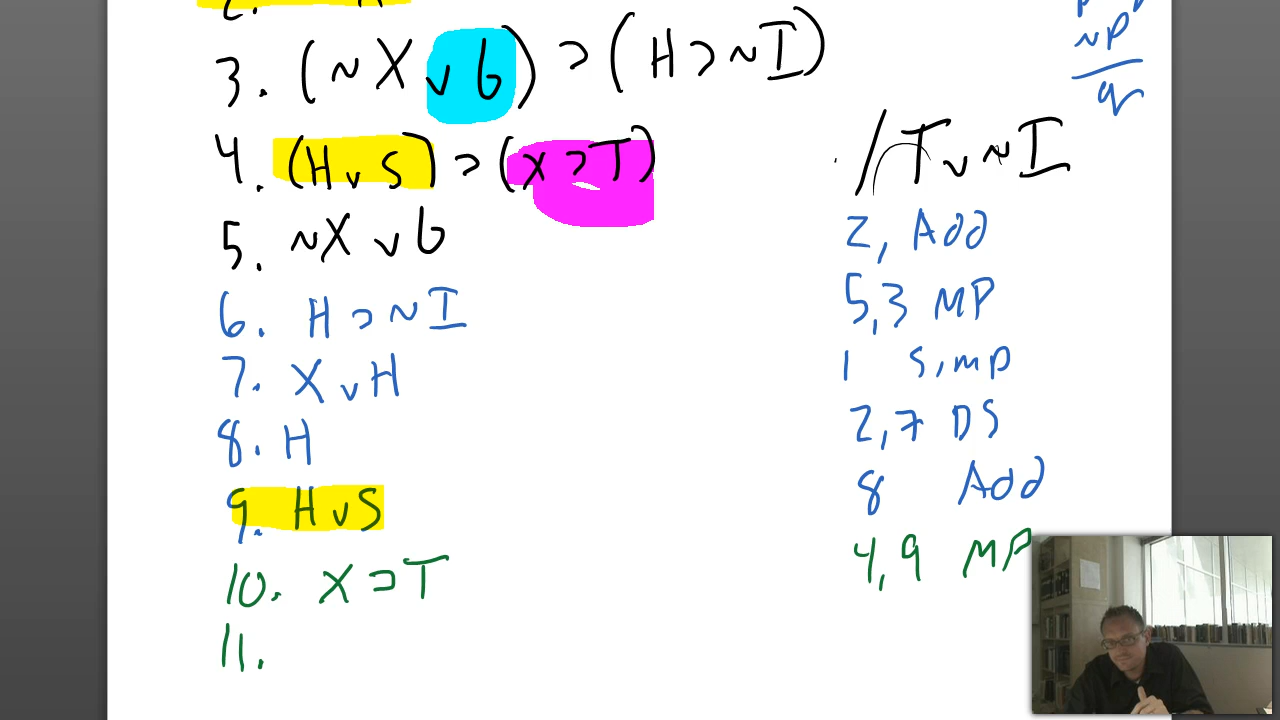 2.
3. (~X v G) ⊃ (H ⊃ ~I)
~P
q
4. (H v S) ⊃ (X ⊃ T) / T v ~I
5. ~X v G 2, Add
6. H ⊃ ~I 5,3 MP
7. X v H 1 Simp
8. H 2,7 DS
9. H v S 8 Add
10. X ⊃ T 4,9 MP
11.